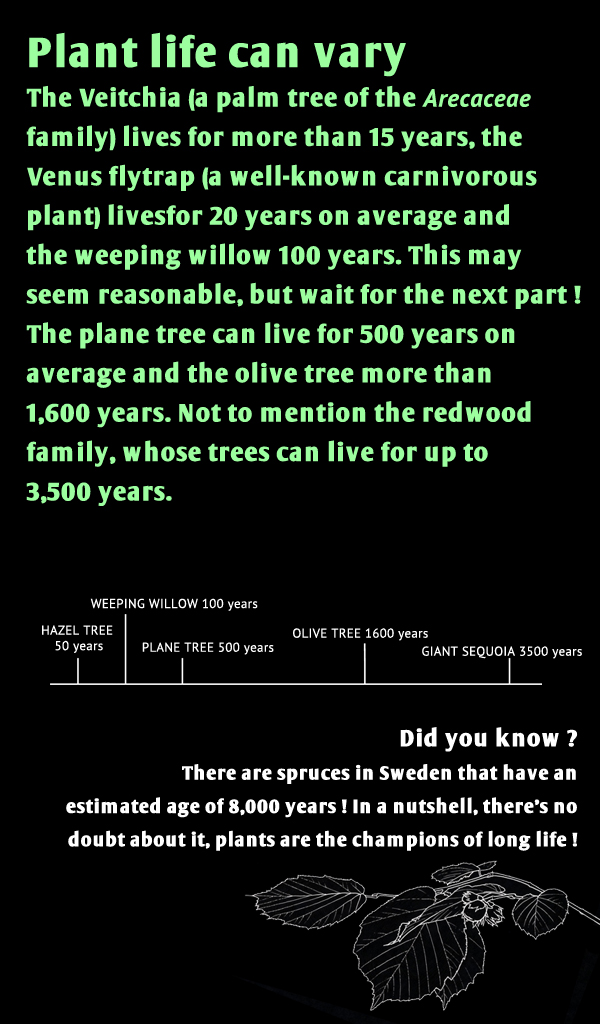 Plant life can vary
The Veitchia (a palm tree of the Arecaceae
family) lives for more than 15 years, the
Venus flytrap (a well-known carnivorous
plant) livesfor 20 years on average and
the weeping willow 100 years. This may
seem reasonable, but wait for the next part !
The plane tree can live for 500 years on
average and the olive tree more than
1,600 years. Not to mention the redwood
family, whose trees can live for up to
3,500 years.
WEEPING WILLOW 100 years
HAZEL TREE
50 years
PLANE TREE 500 years
OLIVE TREE 1600 years
GIANT SEQUOIA 3500 years
Did you know ?
There are spruces in Sweden that have an
estimated age of 8,000 years ! In a nutshell, there's no
doubt about it, plants are the champions of long life !